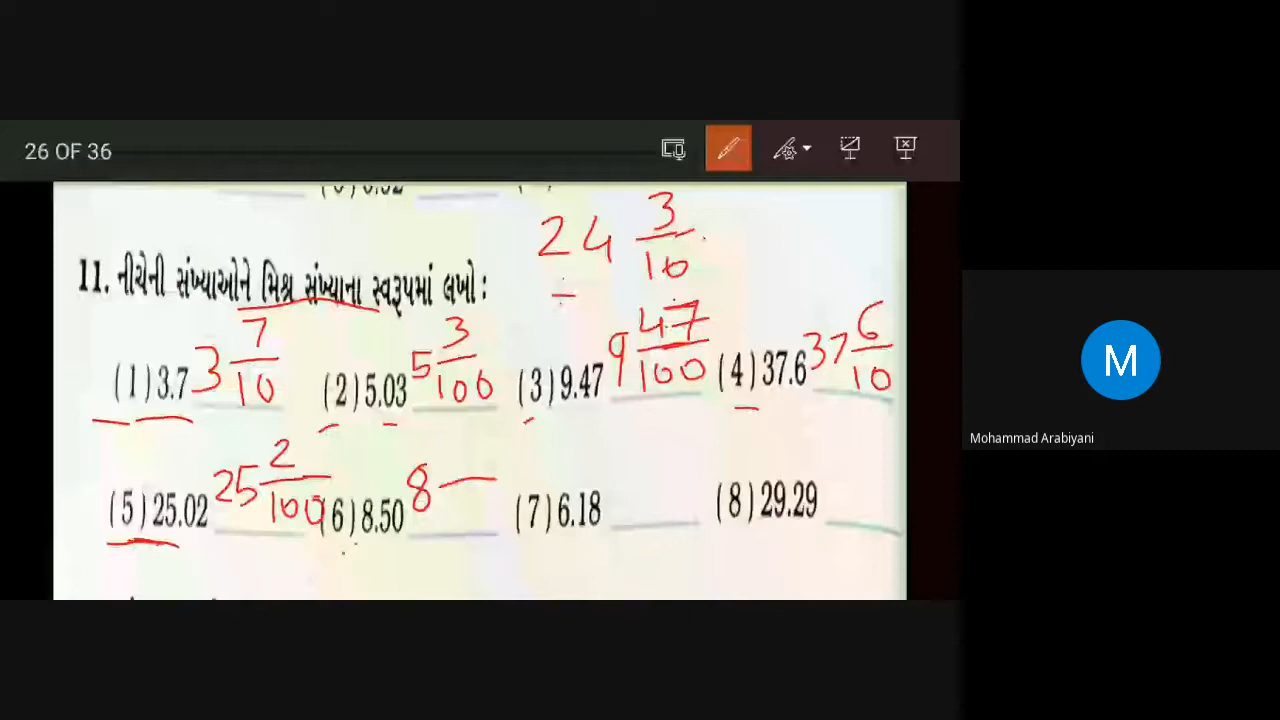 26 OF 36
24 3/10
11. નીચેની સંખ્યાઓને મિશ્ર સંખ્યાના સ્વરૂપમાં લખો :
(1) 3.7 3 7/10 (2) 5.03 5 3/100 (3) 9.47 9 47/100 (4) 37.6 37 6/10
(5) 25.02 25 2/100 (6) 8.50 8 (7) 6.18 (8) 29.29
M
Mohammad Arabiyani